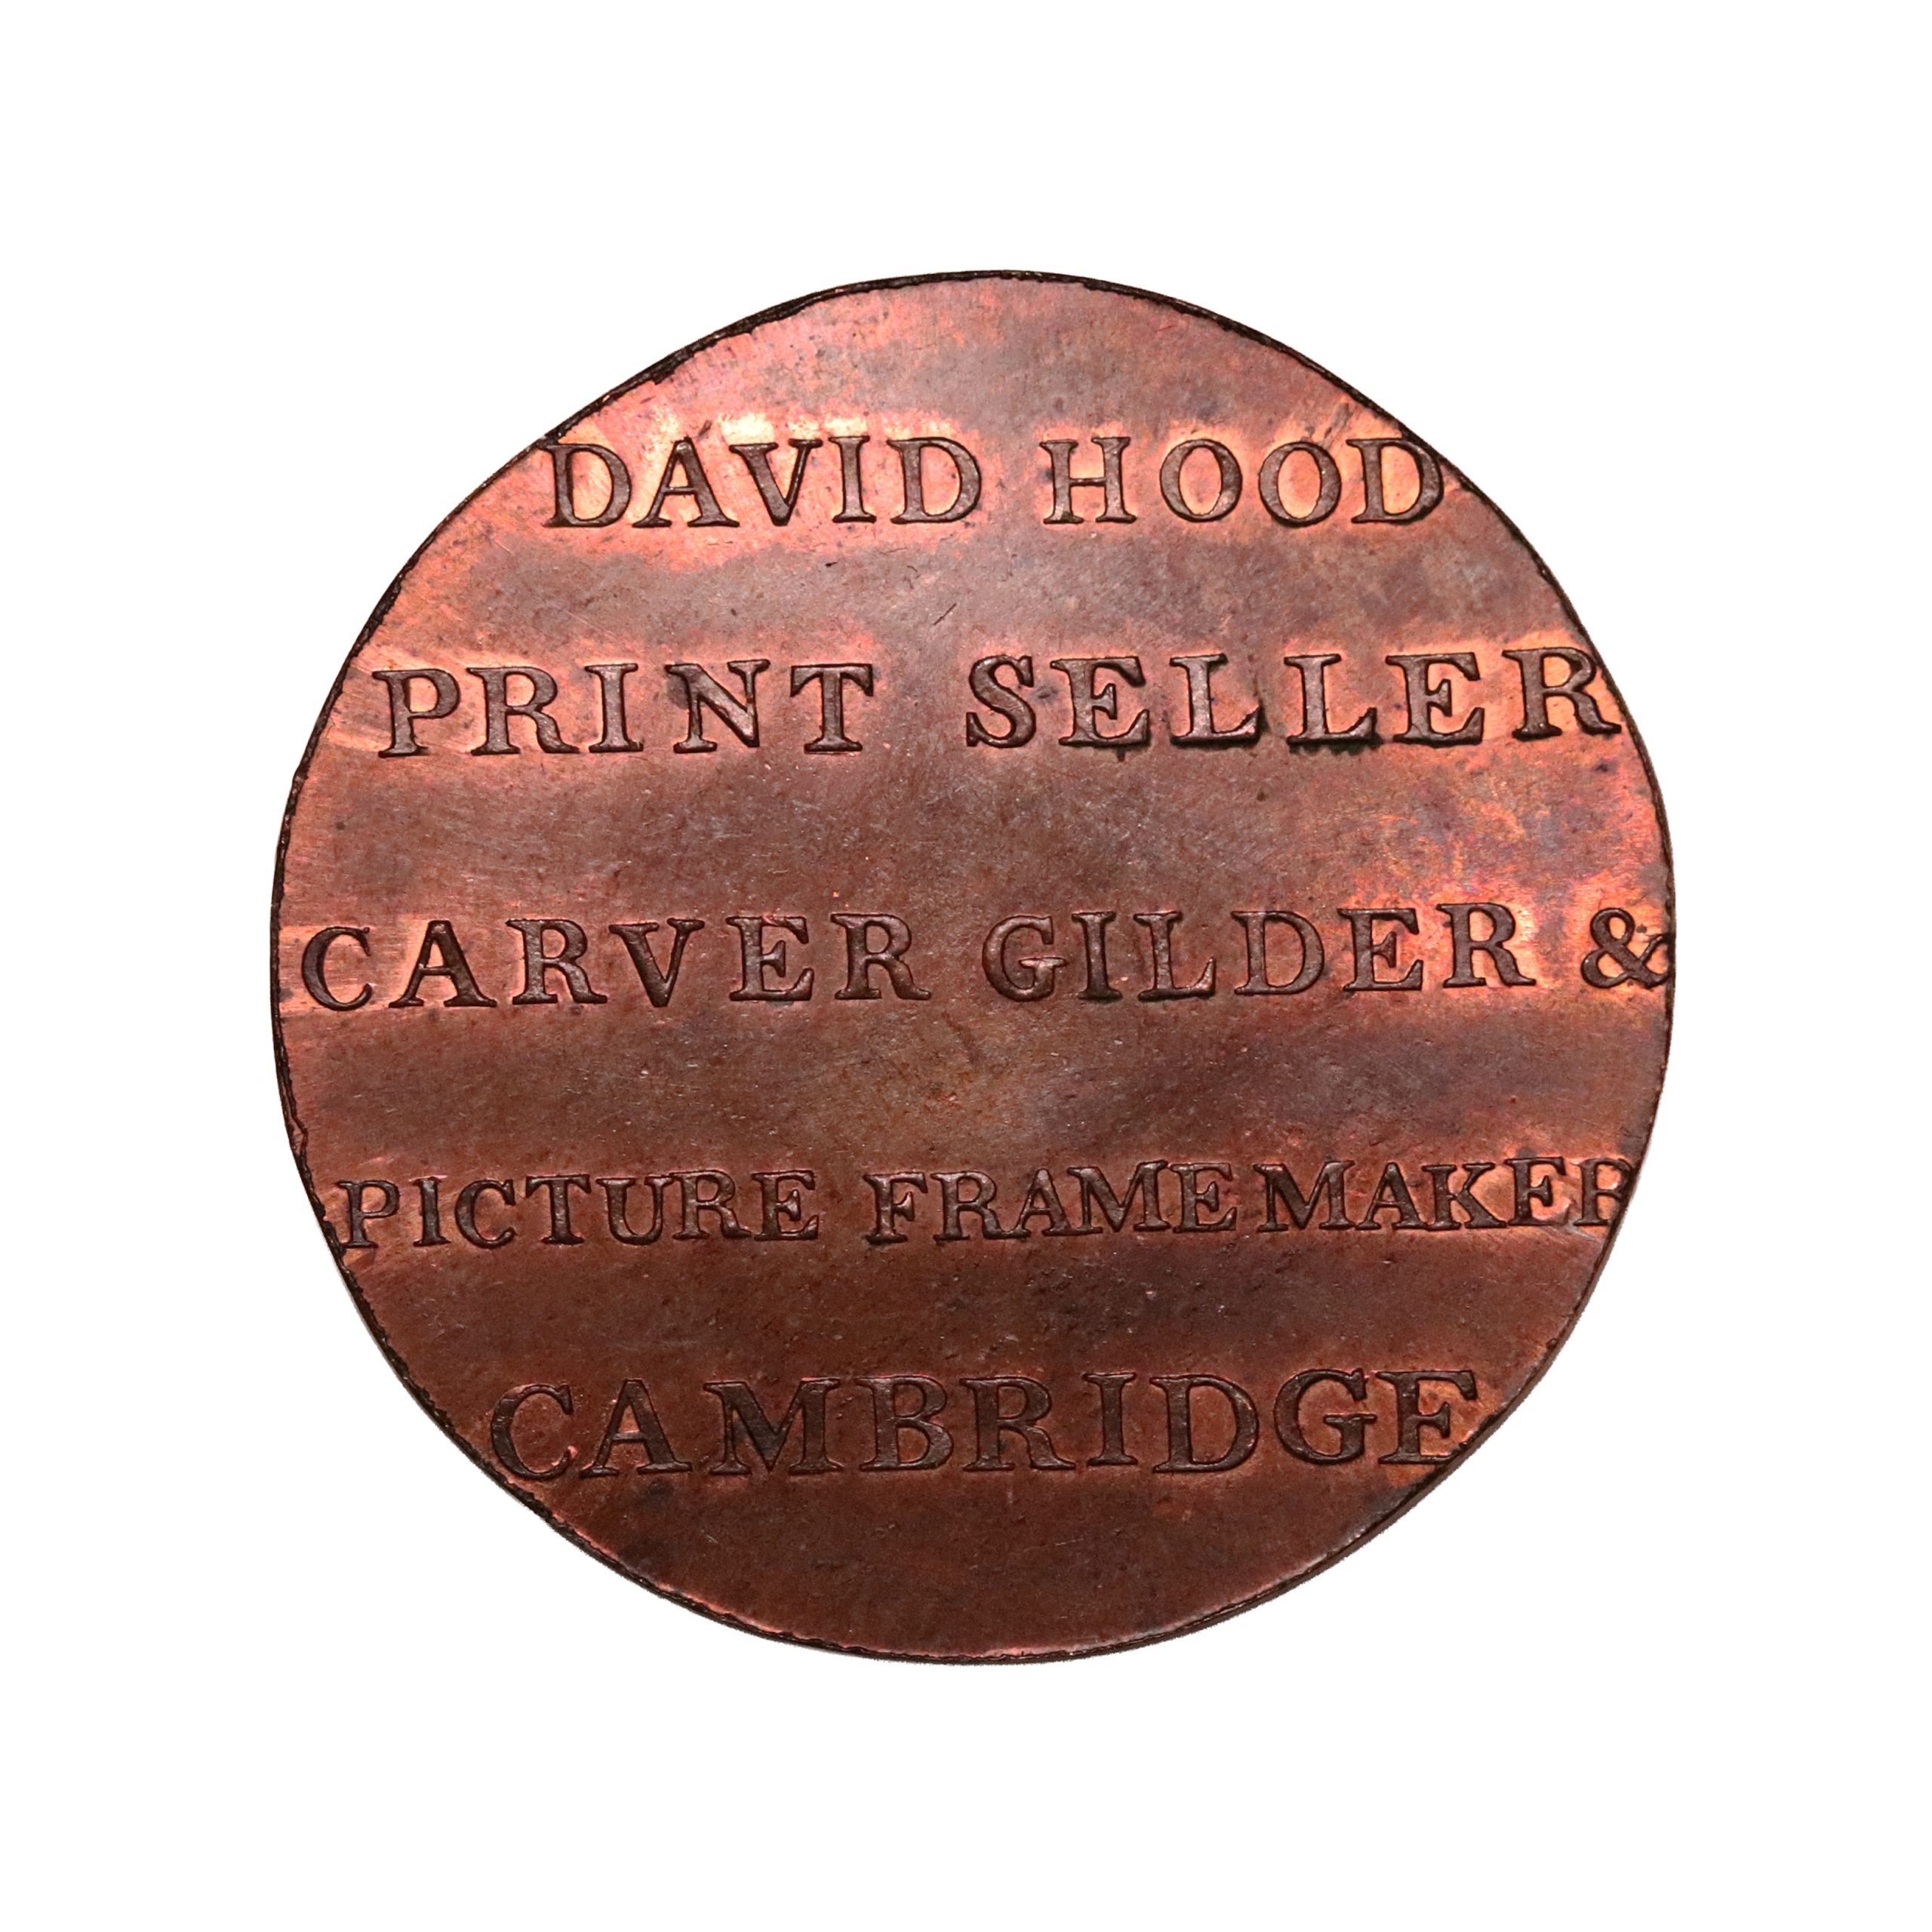 DAVID HOOD
PRINT SELLER
CARVER GILDER &
PICTURE FRAME MAKER
CAMBRIDGE